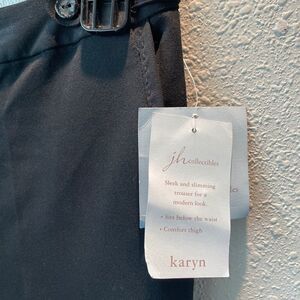 jh collectibles
Sleek and slimming
trouser for a
modern look.
• Sits below the waist
• Comfort thigh
karyn